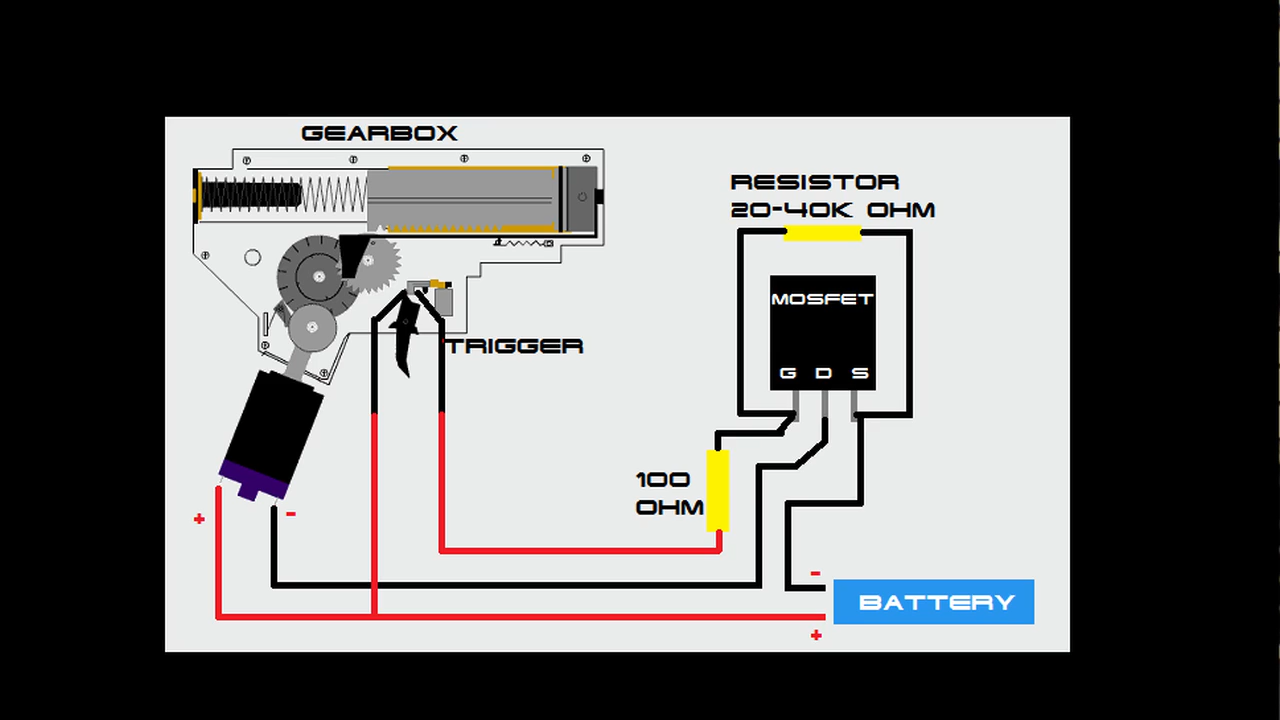 GEARBOX
RESISTOR
20-40K OHM
MOSFET
G D S
TRIGGER
100
OHM
+
-
-
BATTERY
+